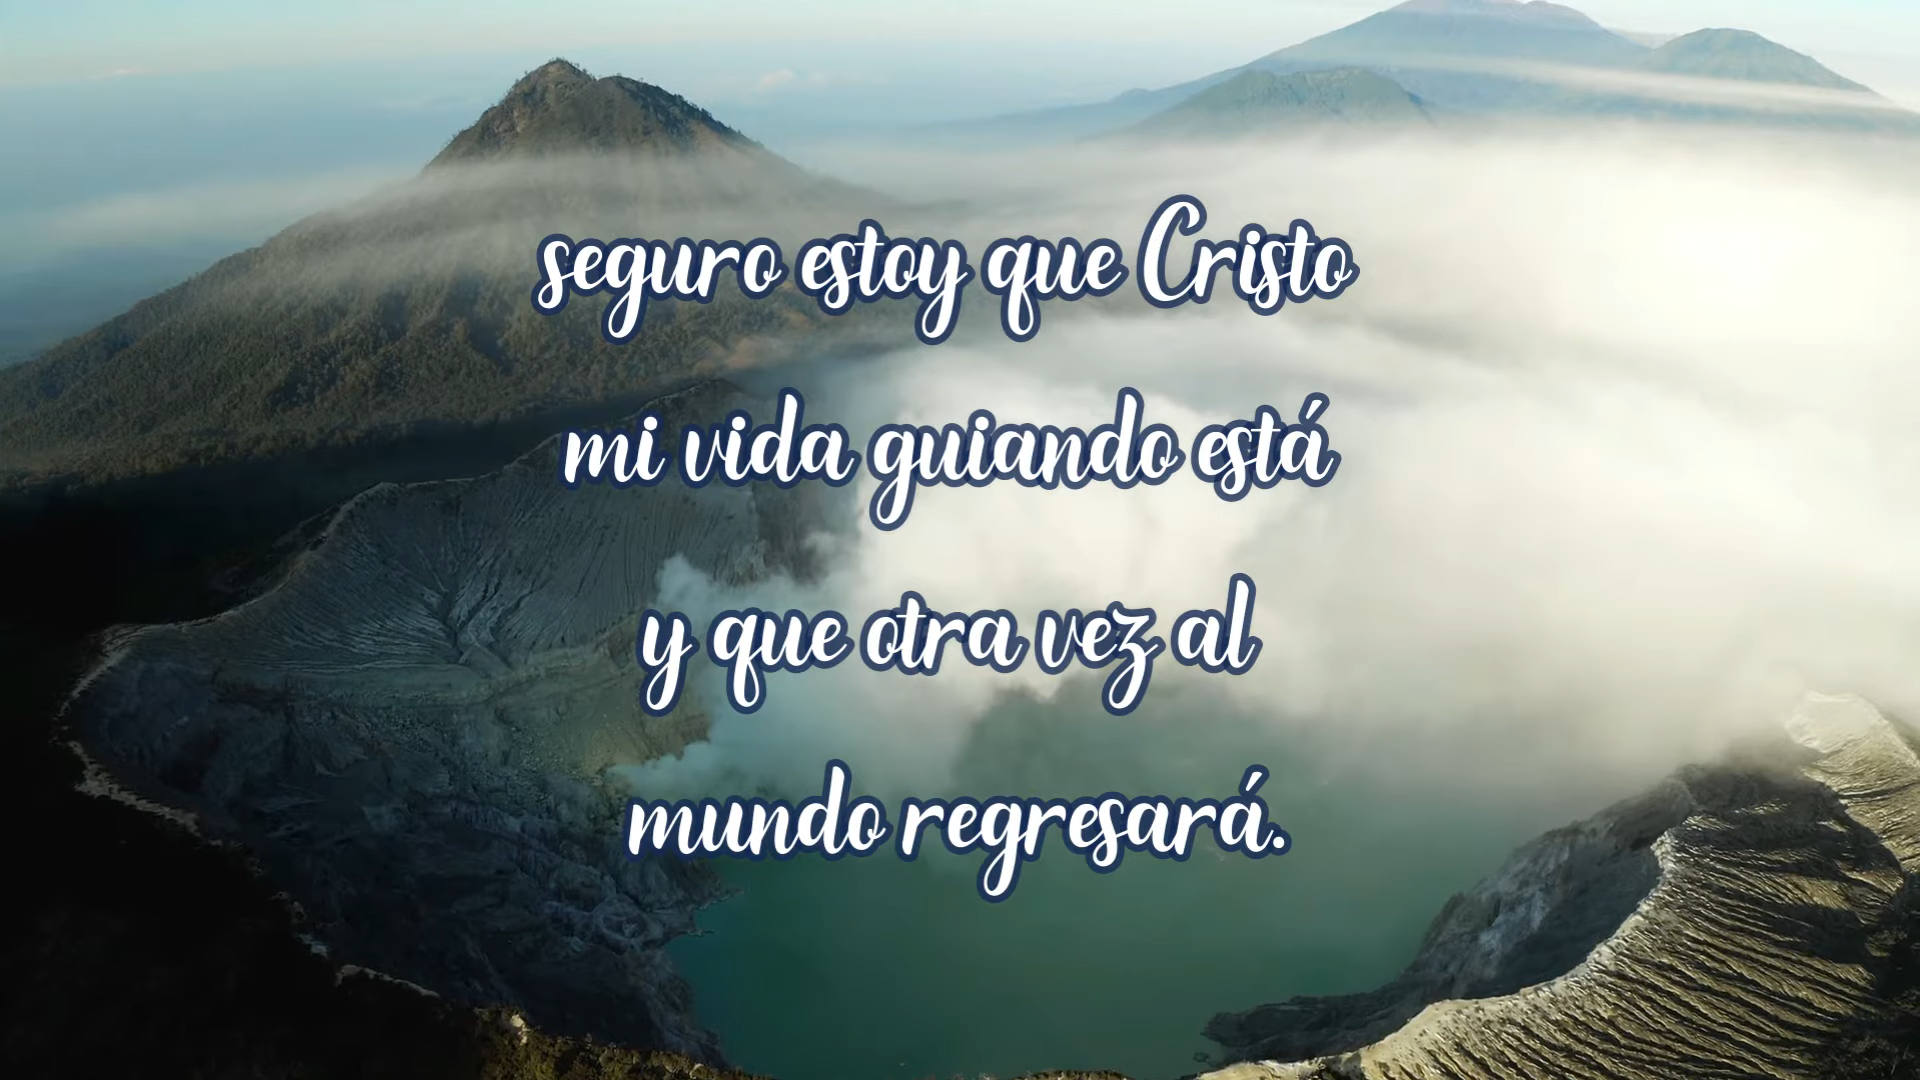 seguro estoy que Cristo
mi vida guiando está
y que otra vez al
mundo regresará.